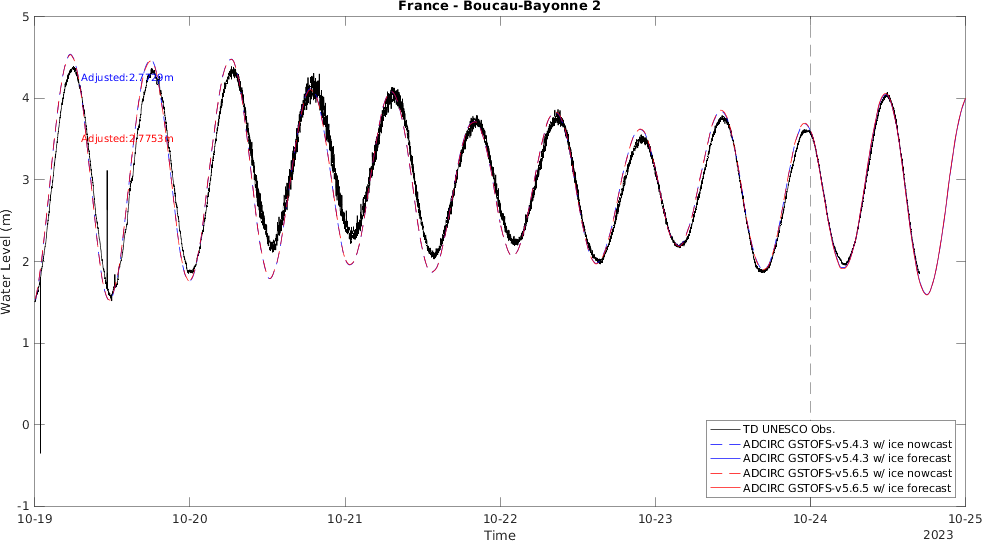 France - Boucau-Bayonne 2
5
4
3
2
1
0
-1
Water Level (m)
Adjusted:2.7729m
Adjusted:2.7753m
TD UNESCO Obs.
ADCIRC GSTOFS-v5.4.3 w/ ice nowcast
ADCIRC GSTOFS-v5.4.3 w/ ice forecast
ADCIRC GSTOFS-v5.6.5 w/ ice nowcast
ADCIRC GSTOFS-v5.6.5 w/ ice forecast
10-19 10-20 10-21 10-22 10-23 10-24 10-25
Time
2023